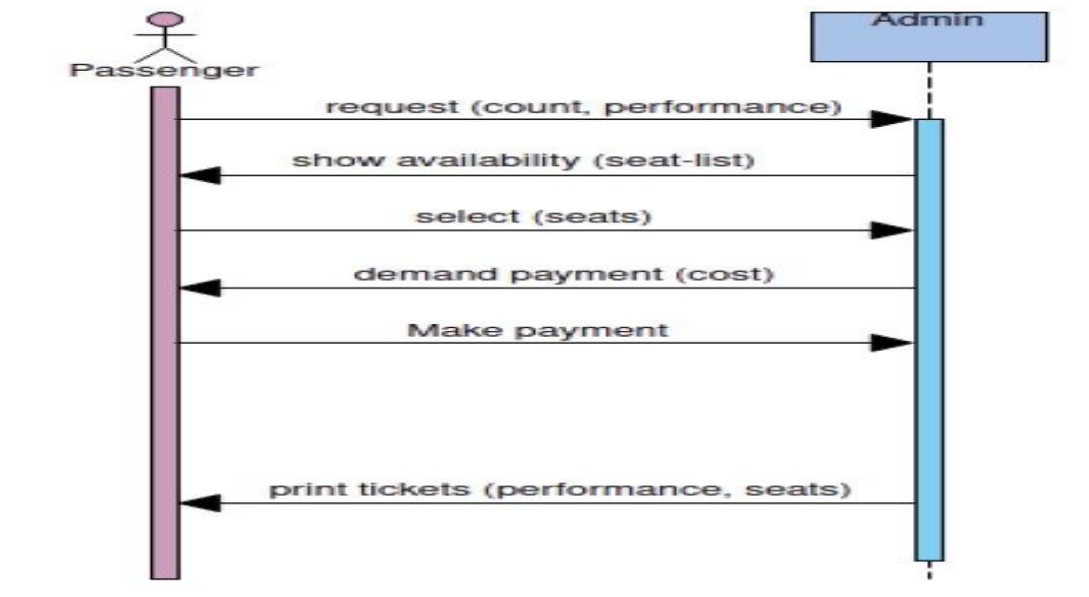 Admin
Passenger
request (count, performance)
show availability (seat-list)
select (seats)
demand payment (cost)
Make payment
print tickets (performance, seats)